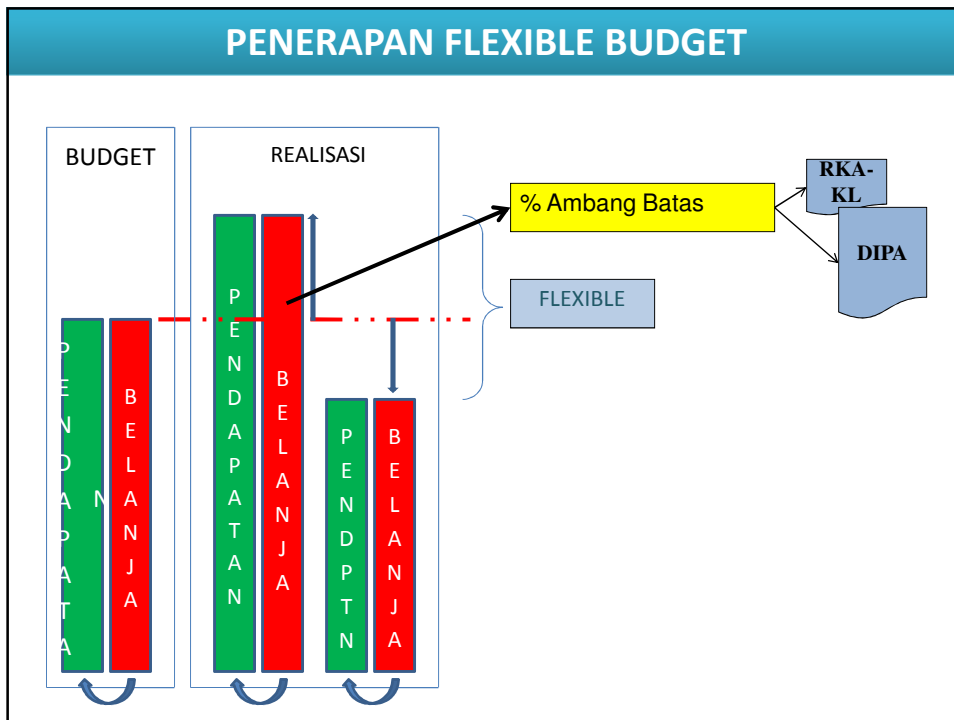 PENERAPAN FLEXIBLE BUDGET
BUDGET
REALISASI
PENDAPATAN
BELANJA
PENDAPATAN
BELANJA
PENDPTN
BELANJA
% Ambang Batas
FLEXIBLE
RKA-
KL
DIPA